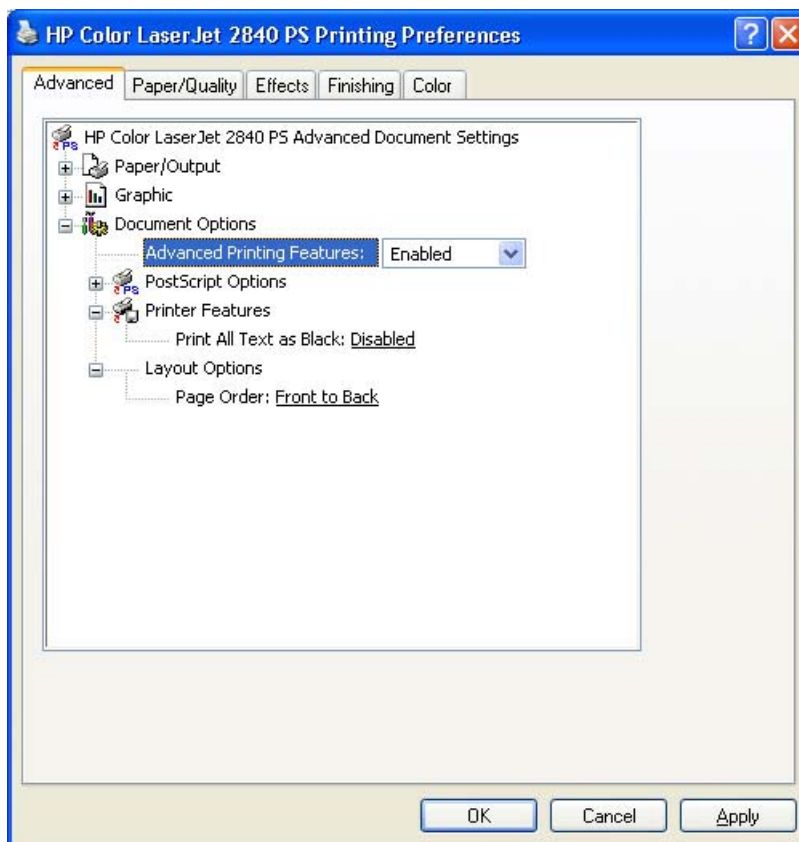 HP Color LaserJet 2840 PS Printing Preferences
Advanced Paper/Quality Effects Finishing Color
HP Color LaserJet 2840 PS Advanced Document Settings
Paper/Output
Graphic
Document Options
Advanced Printing Features: Enabled
PostScript Options
Printer Features
Print All Text as Black: Disabled
Layout Options
Page Order: Front to Back
OK Cancel Apply